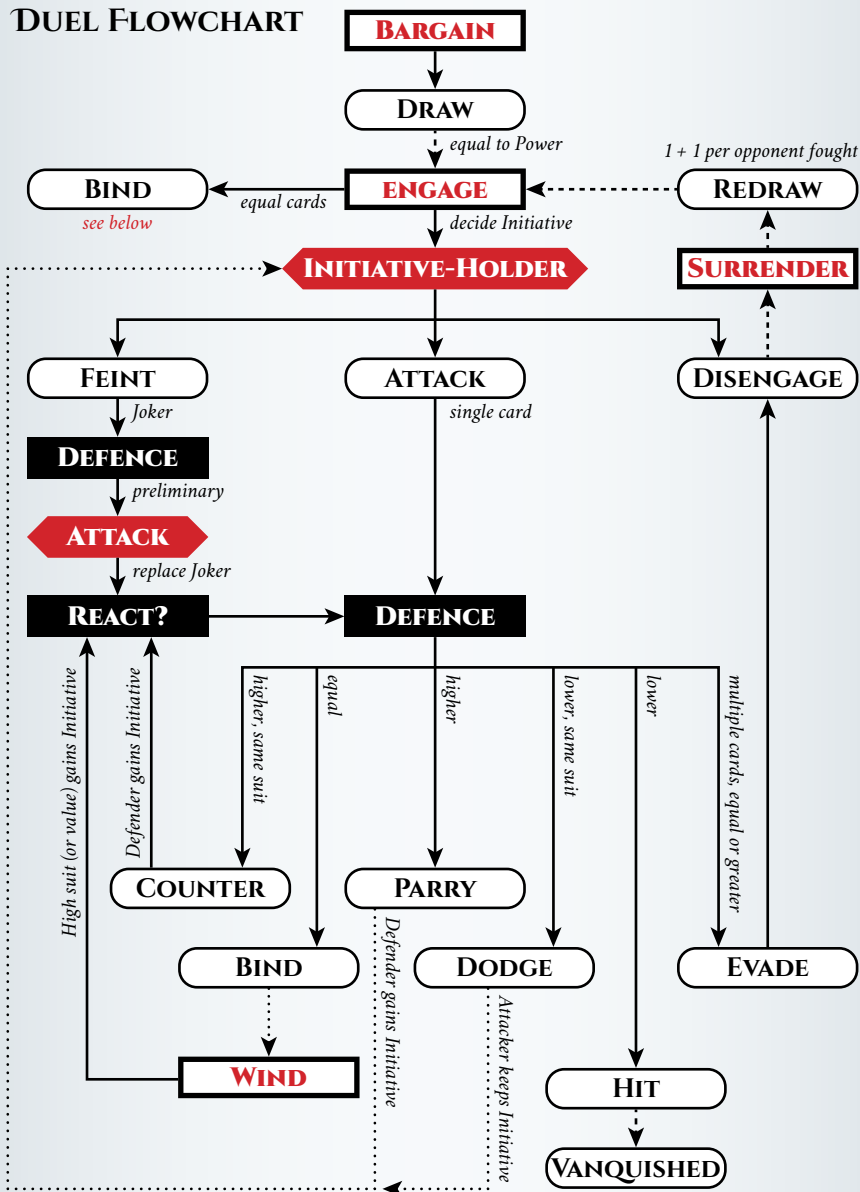 DUEL FLOWCHART
BARGAIN
DRAW
equal to Power
1 + 1 per opponent fought
BIND
equal cards
ENGAGE
REDRAW
see below
decide Initiative
INITIATIVE-HOLDER
SURRENDER
FEINT
ATTACK
DISENGAGE
Joker
single card
DEFENCE
preliminary
ATTACK
replace Joker
REACT?
DEFENCE
High suit (or value) gains Initiative
Defender gains Initiative
higher, same suit
equal
higher
lower, same suit
lower
multiple cards, equal or greater
COUNTER
PARRY
Defender gains Initiative
BIND
DODGE
EVADE
Attacker keeps Initiative
WIND
HIT
VANQUISHED